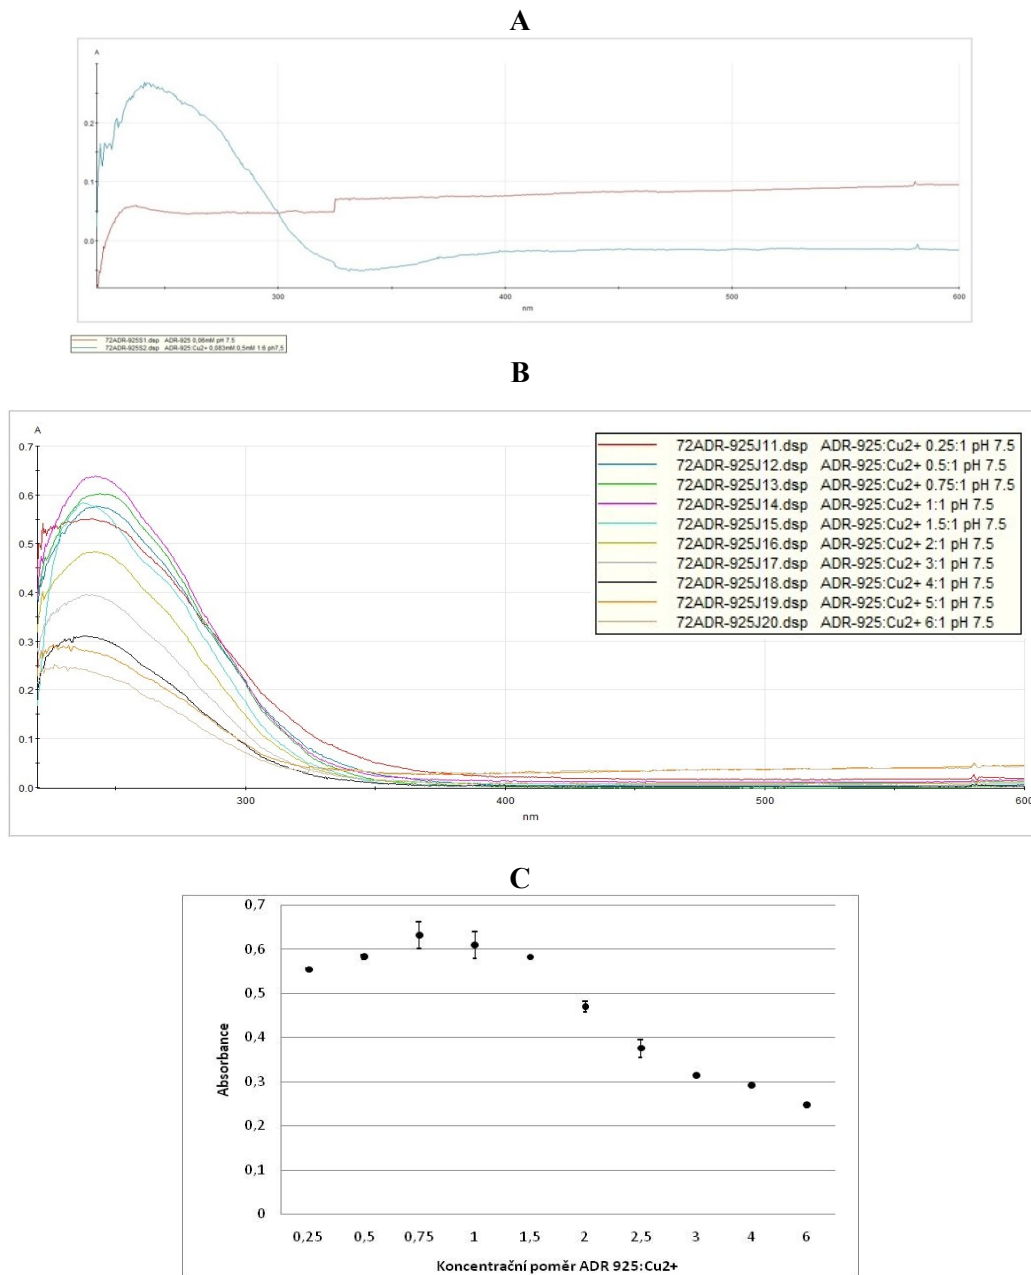 A
A
0.2
0.1
0.0
300
400
500
600
nm
72ADR-925S1.dsp ADR-925 0,06mM pH 7.5
72ADR-925S2.dsp ADR-925:Cu2+ 0,083mM:0,5mM 1:6 ph7,5
B
A
0.7
0.6
0.5
0.4
0.3
0.2
0.1
0.0
300
400
500
600
nm
72ADR-925J11.dsp ADR-925:Cu2+ 0.25:1 pH 7.5
72ADR-925J12.dsp ADR-925:Cu2+ 0.5:1 pH 7.5
72ADR-925J13.dsp ADR-925:Cu2+ 0.75:1 pH 7.5
72ADR-925J14.dsp ADR-925:Cu2+ 1:1 pH 7.5
72ADR-925J15.dsp ADR-925:Cu2+ 1.5:1 pH 7.5
72ADR-925J16.dsp ADR-925:Cu2+ 2:1 pH 7.5
72ADR-925J17.dsp ADR-925:Cu2+ 3:1 pH 7.5
72ADR-925J18.dsp ADR-925:Cu2+ 4:1 pH 7.5
72ADR-925J19.dsp ADR-925:Cu2+ 5:1 pH 7.5
72ADR-925J20.dsp ADR-925:Cu2+ 6:1 pH 7.5
C
0,7
0,6
0,5
0,4
0,3
0,2
0,1
0
Absorbance
0,25 0,5 0,75 1 1,5 2 2,5 3 4 6
Koncentrační poměr ADR 925:Cu2+